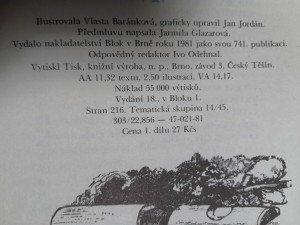 Ilustrovala Vlasta Baránková, graficky upravil Jan Jordán.
Předmluvu napsala Jarmila Glazarová.
Vydalo nakladatelství Blok v Brně roku 1981 jako svou 741. publikaci.
Odpovědný redaktor Ivo Odehnal.
Vytiskl Tisk, knižní výroba, n. p., Brno, závod 3, Český Těšín.
AA 11,32 textu, 2,50 ilustrací, VA 14,17.
Náklad 55 000 výtisků.
Vydání 18., v Bloku 1.
Stran 216. Tematická skupina 14/45.
303/22,856 — 47-021-81
Cena 1. dílu 27 Kčs